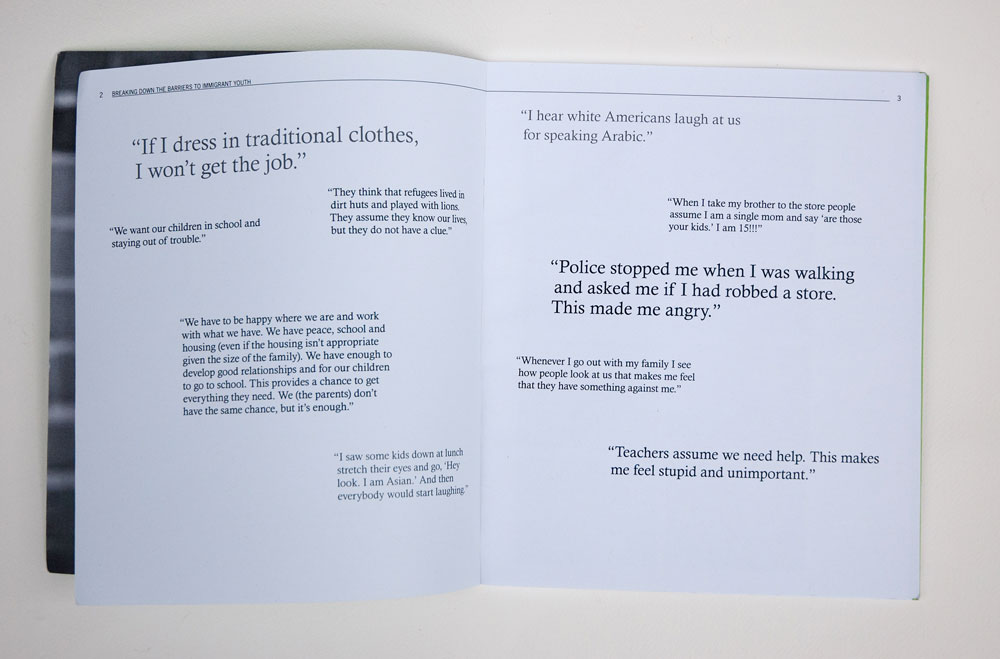 2 BREAKING DOWN THE BARRIERS TO IMMIGRANT YOUTH
“If I dress in traditional clothes,
I won’t get the job.”
“They think that refugees lived in
dirt huts and played with lions.
They assume they know our lives,
but they do not have a clue.”
“We want our children in school and
staying out of trouble.”
“We have to be happy where we are and work
with what we have. We have peace, school and
housing (even if the housing isn’t appropriate
given the size of the family). We have enough to
develop good relationships and for our children
to go to school. This provides a chance to get
everything they need. We (the parents) don’t
have the same chance, but it’s enough.”
“I saw some kids down at lunch
stretch their eyes and go, ‘Hey
look. I am Asian.’ And then
everybody would start laughing.”
3
“I hear white Americans laugh at us
for speaking Arabic.”
“When I take my brother to the store people
assume I am a single mom and say ‘are those
your kids.’ I am 15!!!”
“Police stopped me when I was walking
and asked me if I had robbed a store.
This made me angry.”
“Whenever I go out with my family I see
how people look at us that makes me feel
that they have something against me.”
“Teachers assume we need help. This makes
me feel stupid and unimportant.”